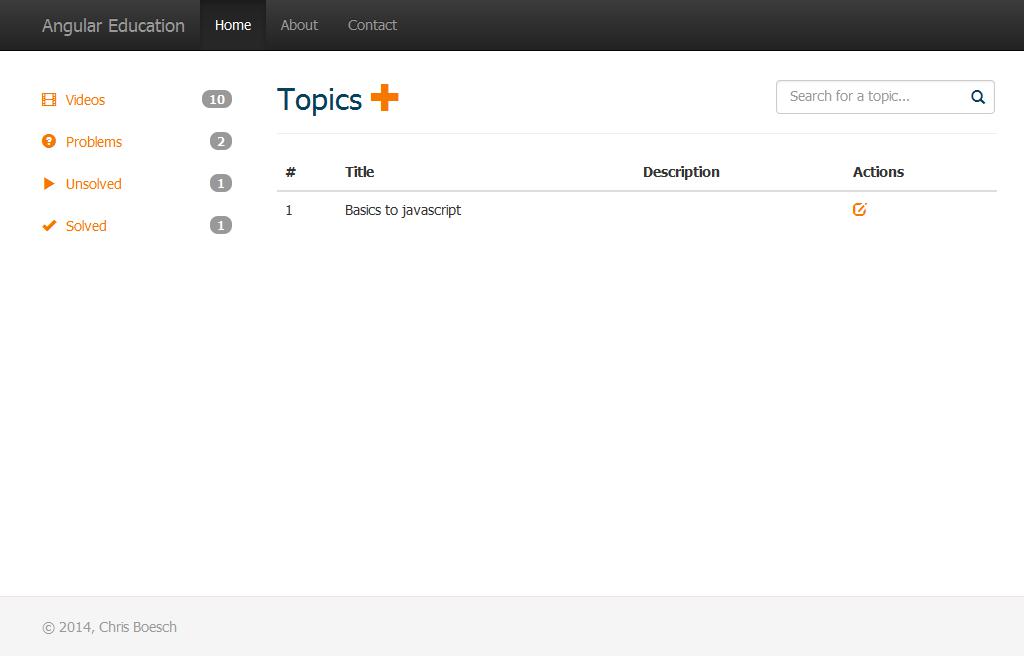 Angular Education Home About Contact
Videos 10
Problems 2
Unsolved 1
Solved 1
Topics
Search for a topic...
# Title Description Actions
1 Basics to javascript
© 2014, Chris Boesch